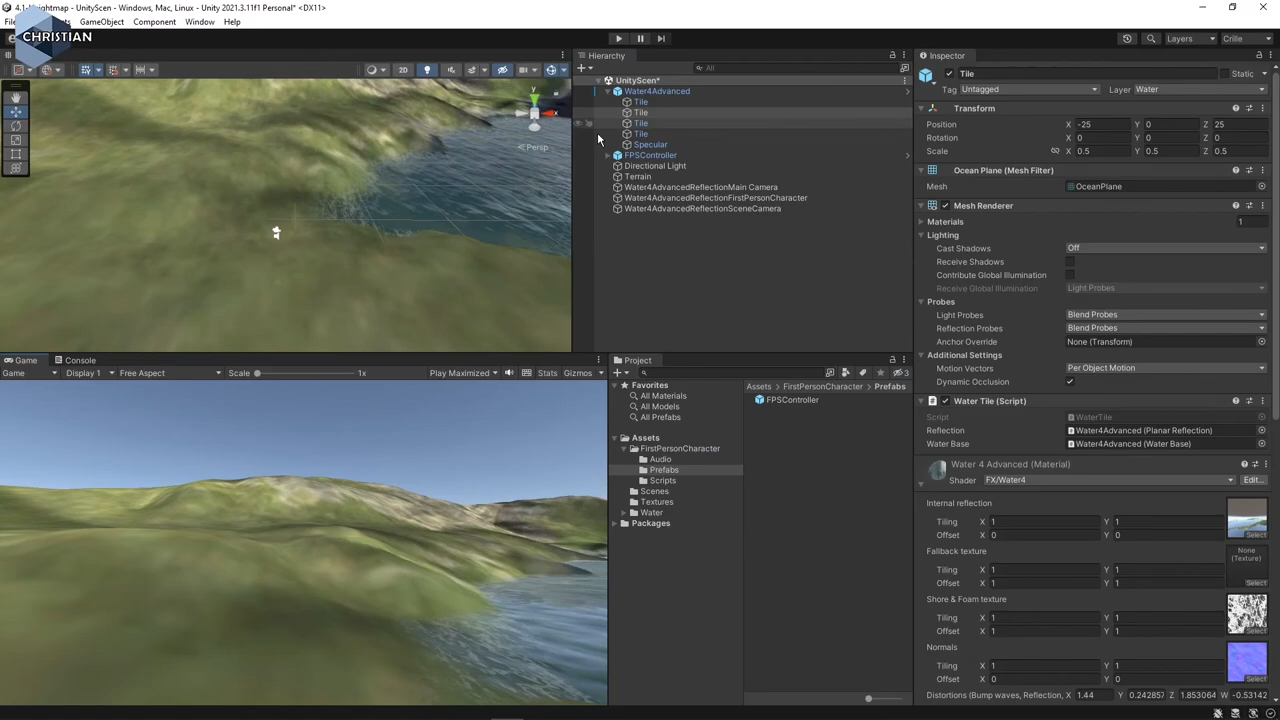 4.1-Heightmap - UnityScen - Windows, Mac, Linux - Unity 2021.3.11f1 Personal* <DX11>
GameObject Component Window Help
CHRISTIAN
Layers Crille
2D
y
x
Persp
Hierarchy
All
UnityScen*
Water4Advanced
Tile
Tile
Tile
Tile
Specular
FPSController
Directional Light
Terrain
Water4AdvancedReflectionMain Camera
Water4AdvancedReflectionFirstPersonCharacter
Water4AdvancedReflectionSceneCamera
Game Console
Game Display 1 Free Aspect Scale 1x Play Maximized Stats Gizmos
Project
3
Favorites
All Materials
All Models
All Prefabs
Assets
FirstPersonCharacter
Audio
Prefabs
Scripts
Scenes
Textures
Water
Packages
Assets > FirstPersonCharacter > Prefabs
FPSController
Inspector
Tile Static
Tag Untagged Layer Water
Transform
Position X -25 Y 0 Z 25
Rotation X 0 Y 0 Z 0
Scale X 0.5 Y 0.5 Z 0.5
Ocean Plane (Mesh Filter)
Mesh OceanPlane
Mesh Renderer
Materials 1
Lighting
Cast Shadows Off
Receive Shadows
Contribute Global Illumination
Receive Global Illumination Light Probes
Probes
Light Probes Blend Probes
Reflection Probes Blend Probes
Anchor Override None (Transform)
Additional Settings
Motion Vectors Per Object Motion
Dynamic Occlusion
Water Tile (Script)
Script WaterTile
Reflection Water4Advanced (Planar Reflection)
Water Base Water4Advanced (Water Base)
Water 4 Advanced (Material)
Shader FX/Water4 Edit...
Internal reflection
Tiling X 1 Y 1
Offset X 0 Y 0 Select
Fallback texture
None (Texture)
Tiling X 1 Y 1
Offset X 0 Y 0 Select
Shore & Foam texture
Tiling X 1 Y 1
Offset X 1 Y 1 Select
Normals
Tiling X 1 Y 1
Offset X 0 Y 0 Select
Distortions (Bump waves, Reflection, X 1.44 Y 0.242857 Z 1.853064 W -0.53142